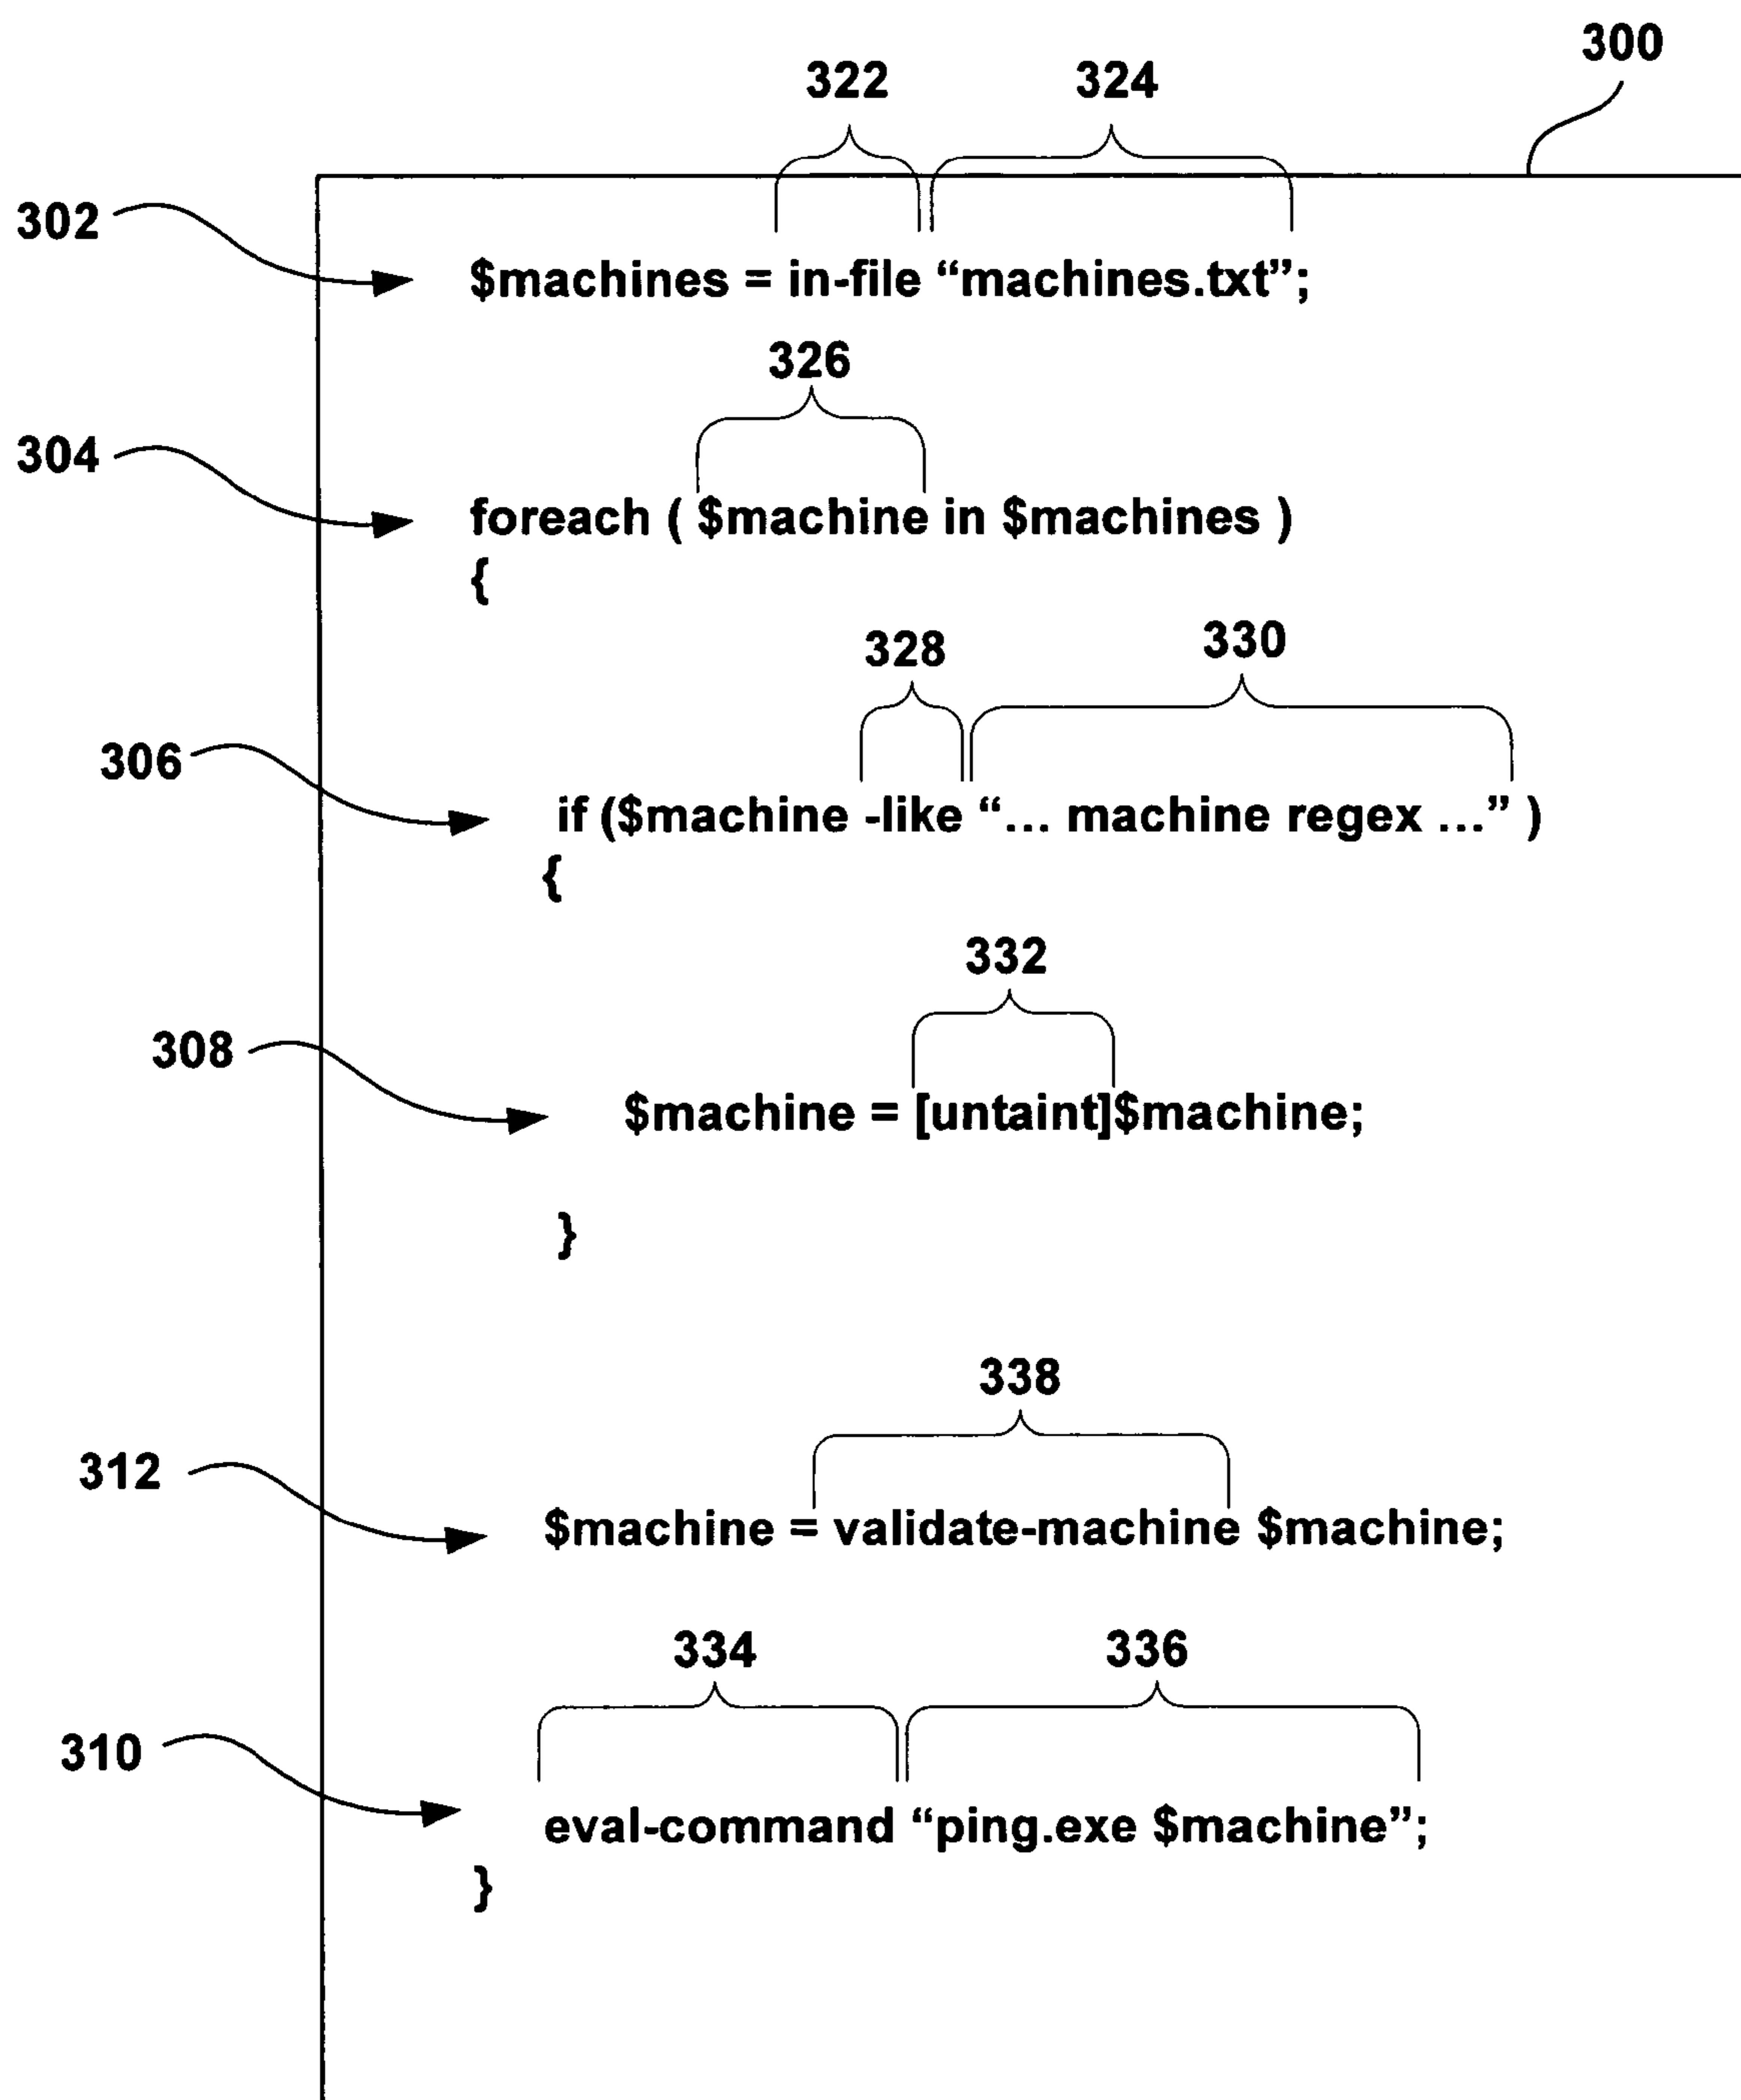 300
322 324
302
$machines = in-file “machines.txt”;
326
304
foreach ( $machine in $machines )
{
328 330
306
if ($machine -like “... machine regex ...” )
{
332
308
$machine = [untaint]$machine;
}
338
312
$machine = validate-machine $machine;
334 336
310
eval-command “ping.exe $machine”;
}